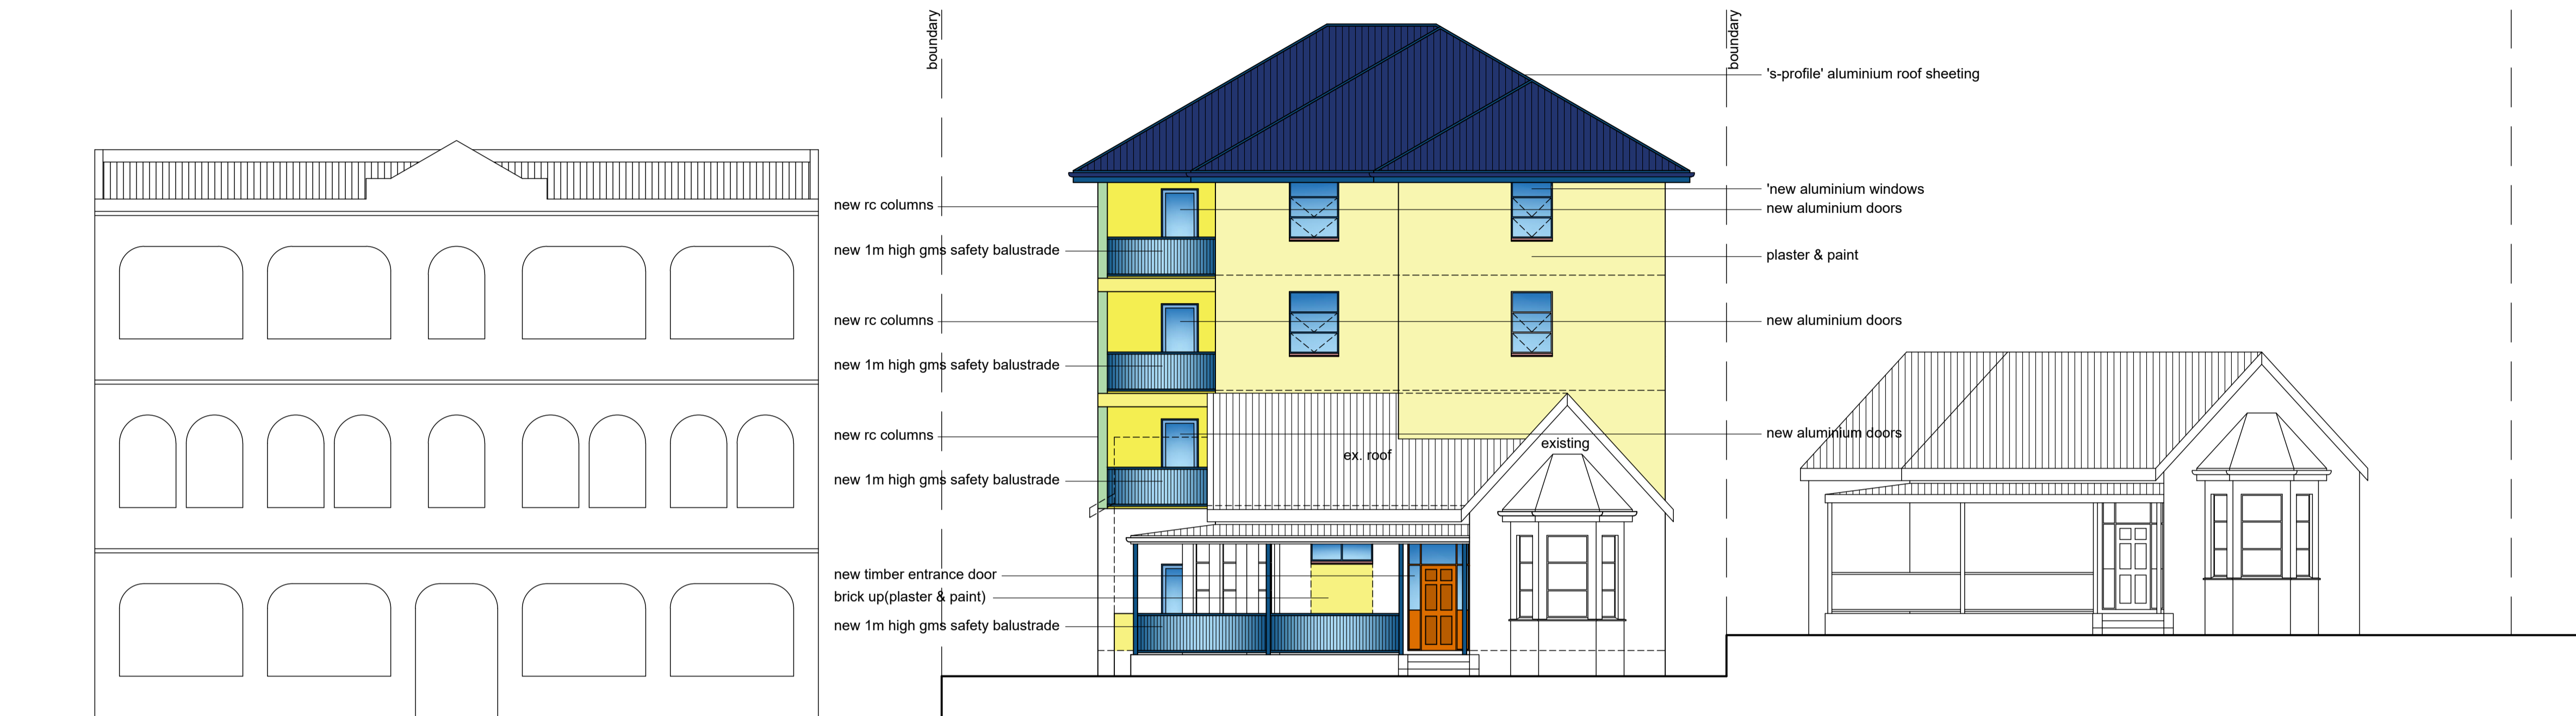 boundary
boundary
's-profile' aluminium roof sheeting
'new aluminium windows
new rc columns
new aluminium doors
new 1m high gms safety balustrade
plaster & paint
new rc columns
new aluminium doors
new 1m high gms safety balustrade
new rc columns
new aluminium doors
existing
ex. roof
new 1m high gms safety balustrade
new timber entrance door
brick up(plaster & paint)
new 1m high gms safety balustrade